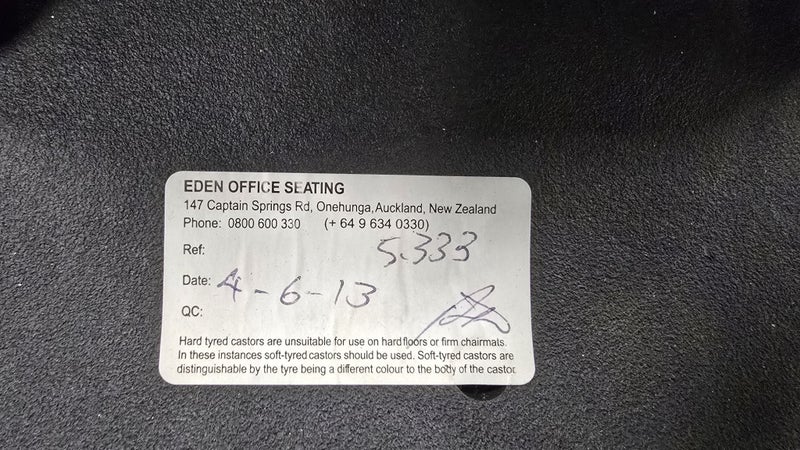 EDEN OFFICE SEATING
147 Captain Springs Rd, Onehunga, Auckland, New Zealand
Phone: 0800 600 330 (+ 64 9 634 0330)
Ref: 5.333
Date: 4-6-13
QC:
Hard tyred castors are unsuitable for use on hard floors or firm chairmats.
In these instances soft-tyred castors should be used. Soft-tyred castors are
distinguishable by the tyre being a different colour to the body of the castor.